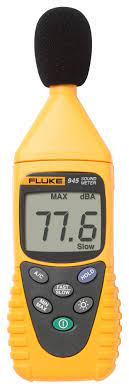 FLUKE 945 SOUND METER
MAX dBA
77.6
Slow
A/C FAST SLOW HOLD
MIN MAX